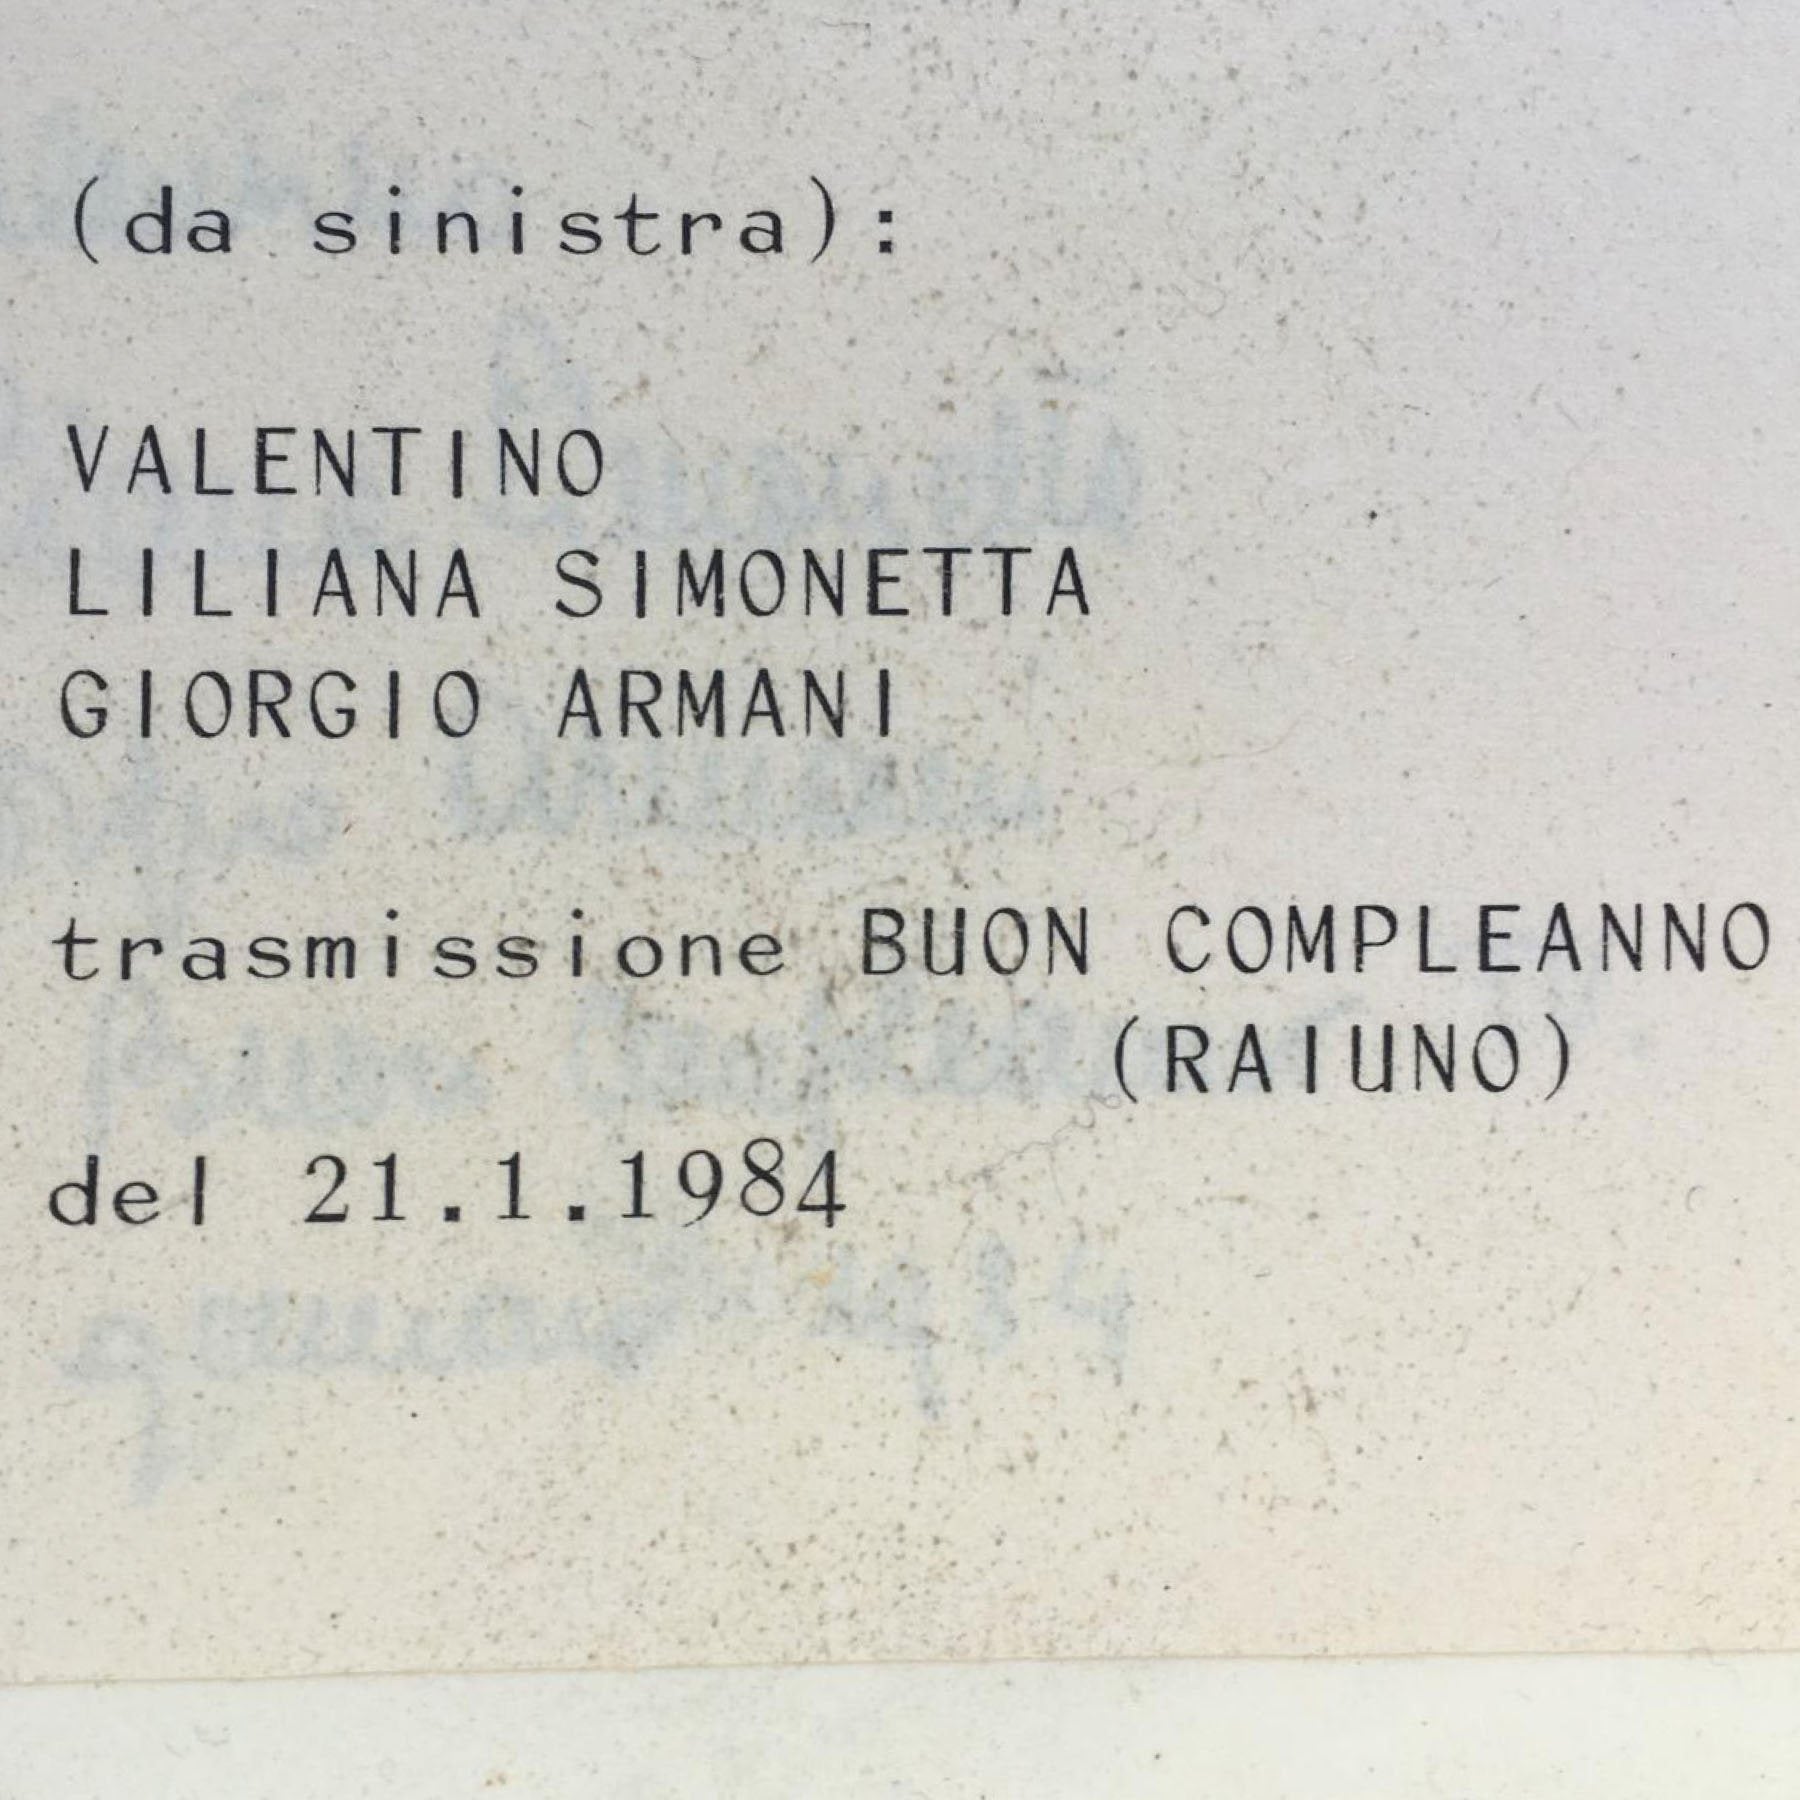 (da sinistra):
VALENTINO
LILIANA SIMONETTA
GIORGIO ARMANI
trasmissione BUON COMPLEANNO
(RAIUNO)
del 21.1.1984